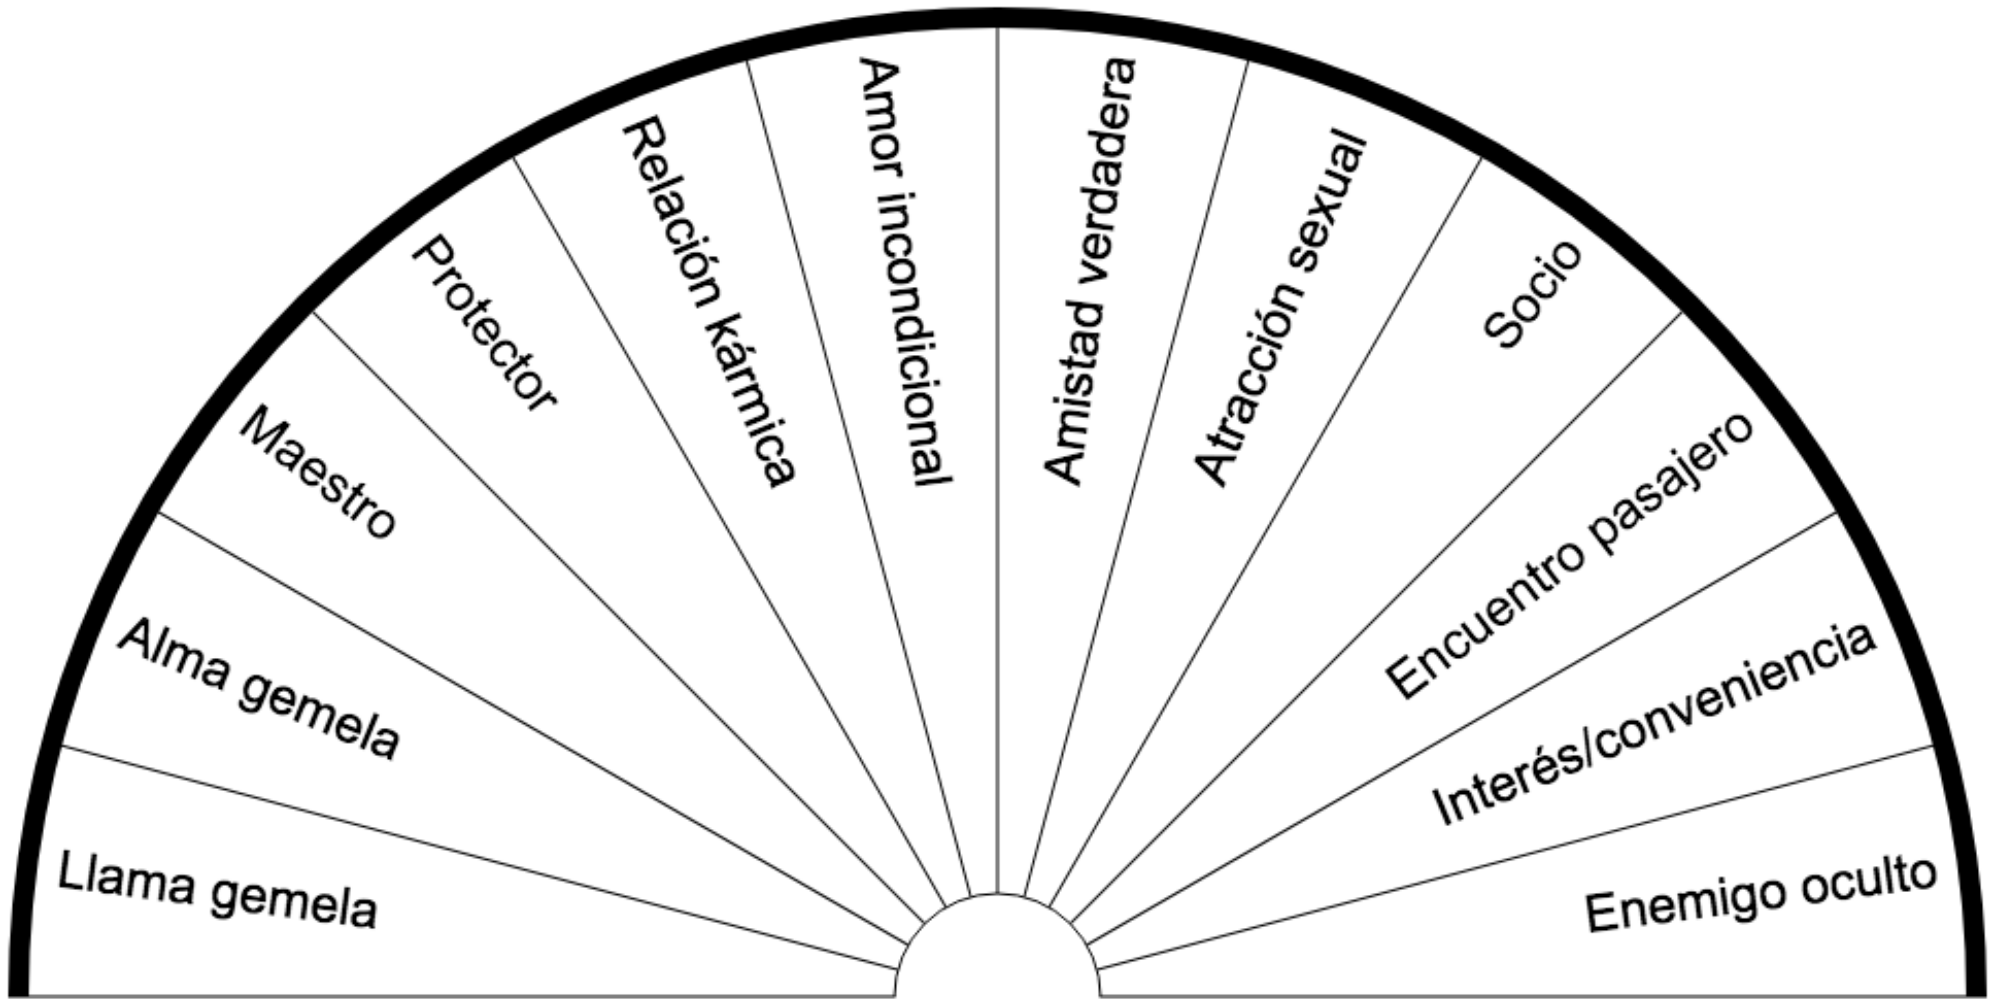 Llama gemela
Alma gemela
Maestro
Protector
Relación kármica
Amor incondicional
Amistad verdadera
Atracción sexual
Socio
Encuentro pasajero
Interés/conveniencia
Enemigo oculto